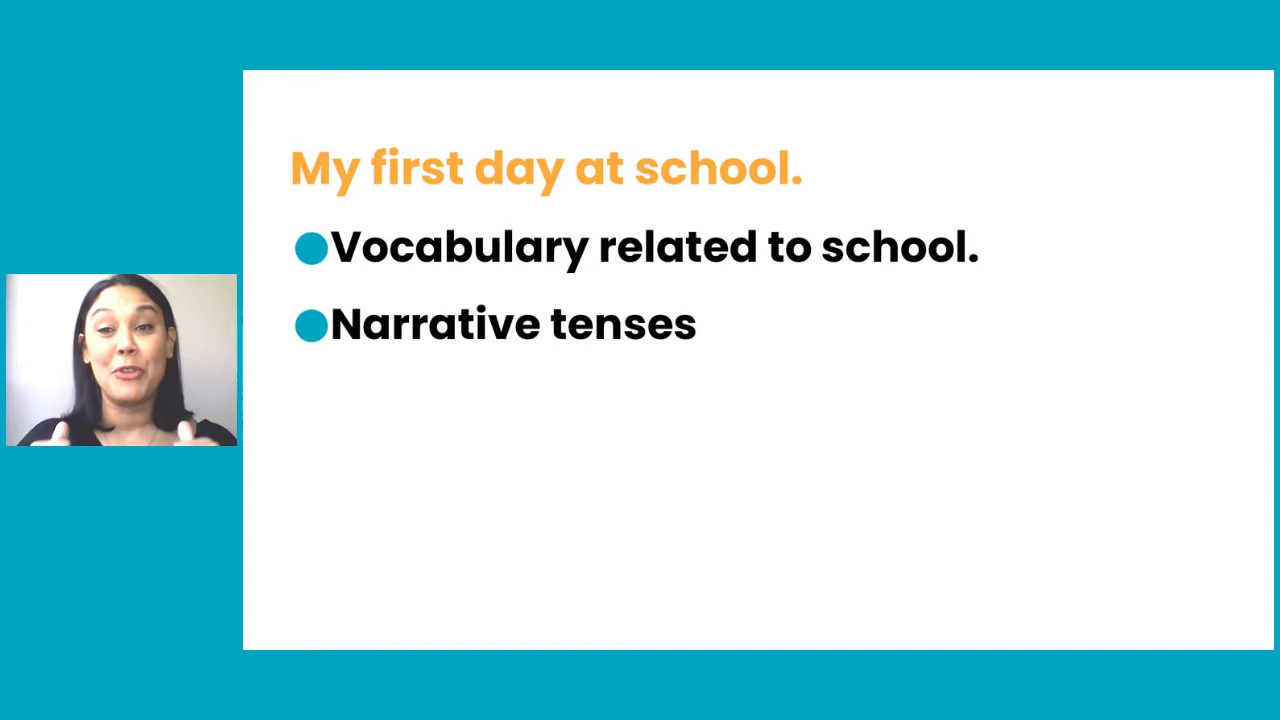 My first day at school.
Vocabulary related to school.
Narrative tenses